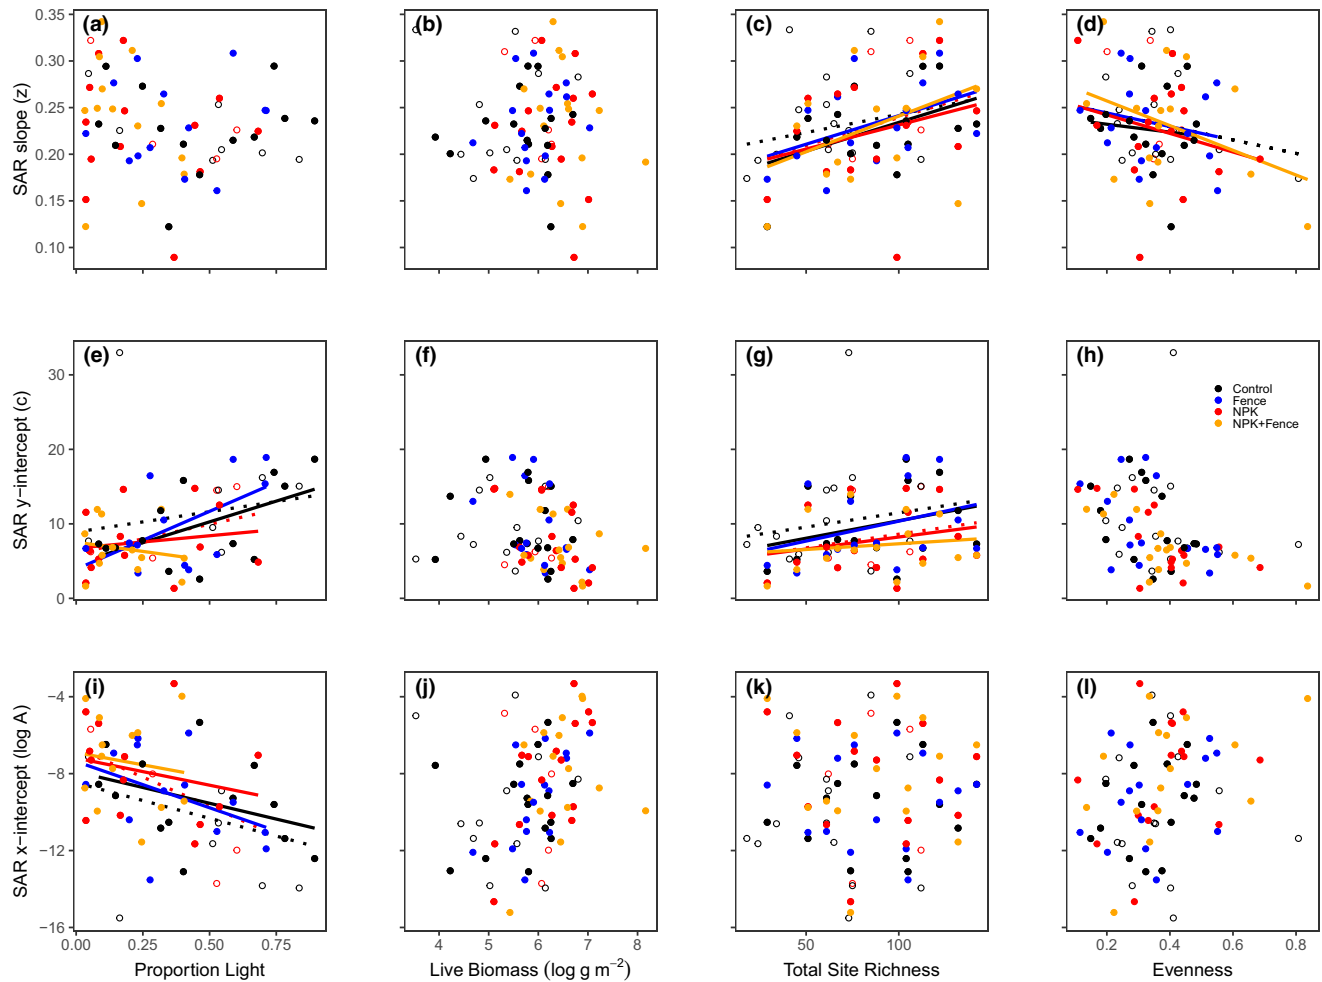 (a) (b) (c) (d)
SAR slope (z)
0.35
0.30
0.25
0.20
0.15
0.10
(e) (f) (g) (h)
SAR y−intercept (c)
30
20
10
0
Control
Fence
NPK
NPK+Fence
(i) (j) (k) (l)
SAR x−intercept (log A)
−4
−8
−12
−16
0.00 0.25 0.50 0.75 4 5 6 7 8 50 100 0.2 0.4 0.6 0.8
Proportion Light Live Biomass (log g m−2) Total Site Richness Evenness